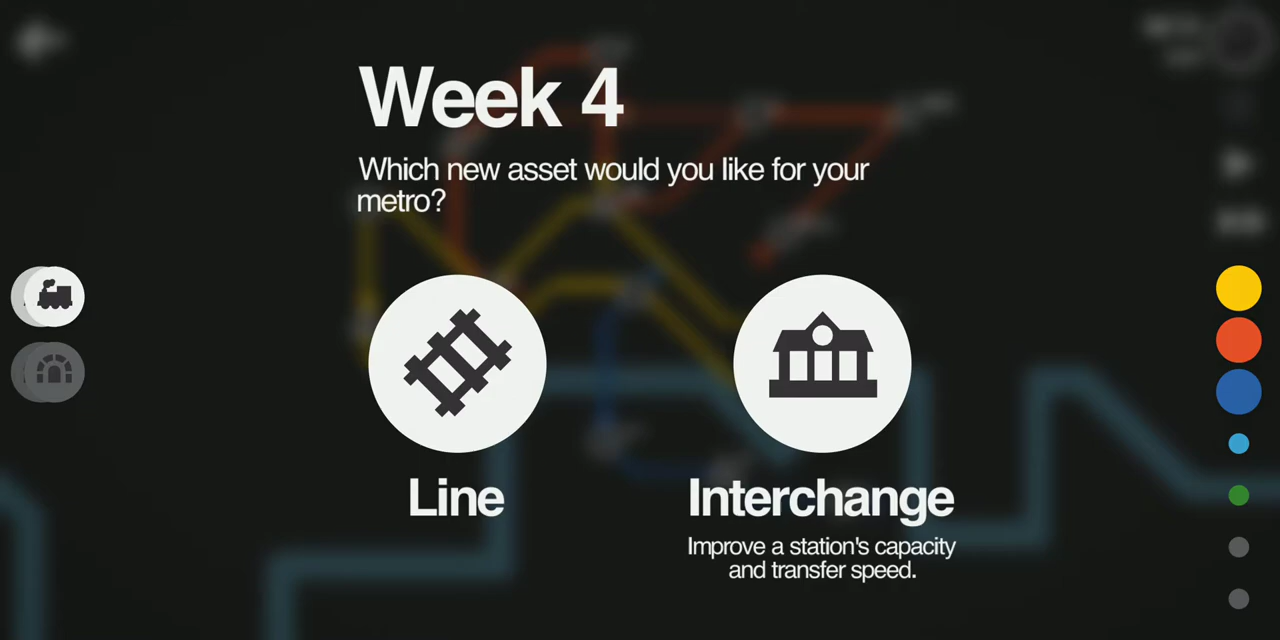 Week 4
Which new asset would you like for your
metro?
Line
Interchange
Improve a station's capacity
and transfer speed.